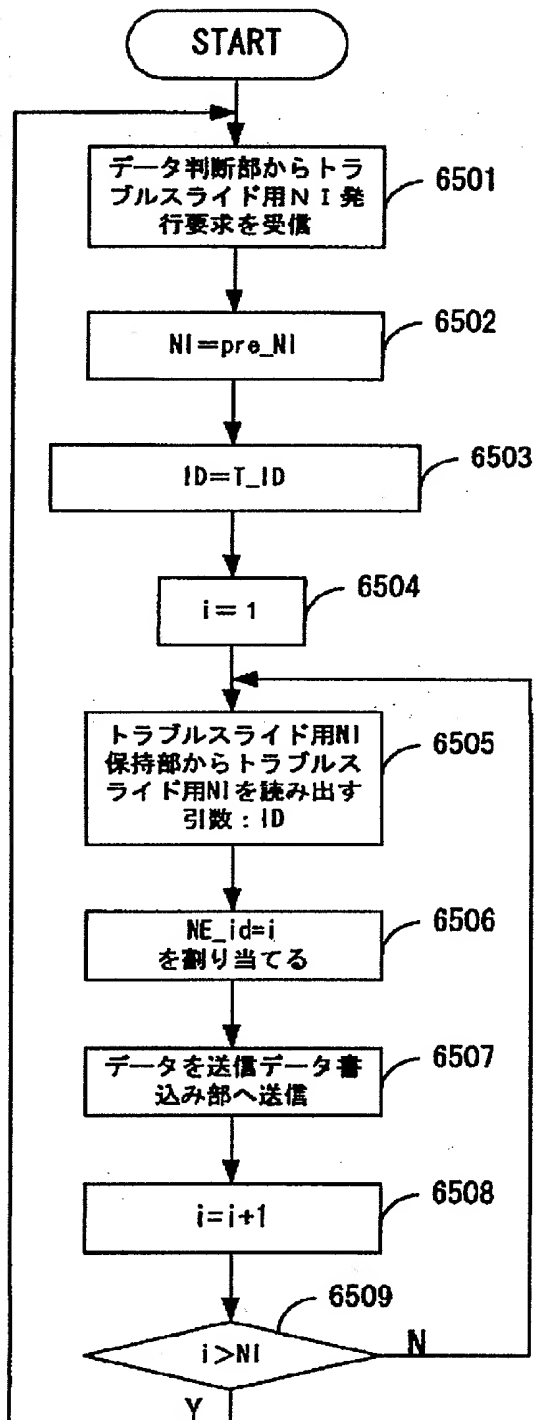 START
データ判断部からトラ
ブルスライド用ＮＩ発
行要求を受信
6501
NI=pre_NI
6502
ID=T_ID
6503
i=1
6504
トラブルスライド用NI
保持部からトラブルス
ライド用NIを読み出す
引数：ID
6505
NE_id=i
を割り当てる
6506
データを送信データ書
込み部へ送信
6507
i=i+1
6508
i>NI
6509
N
Y